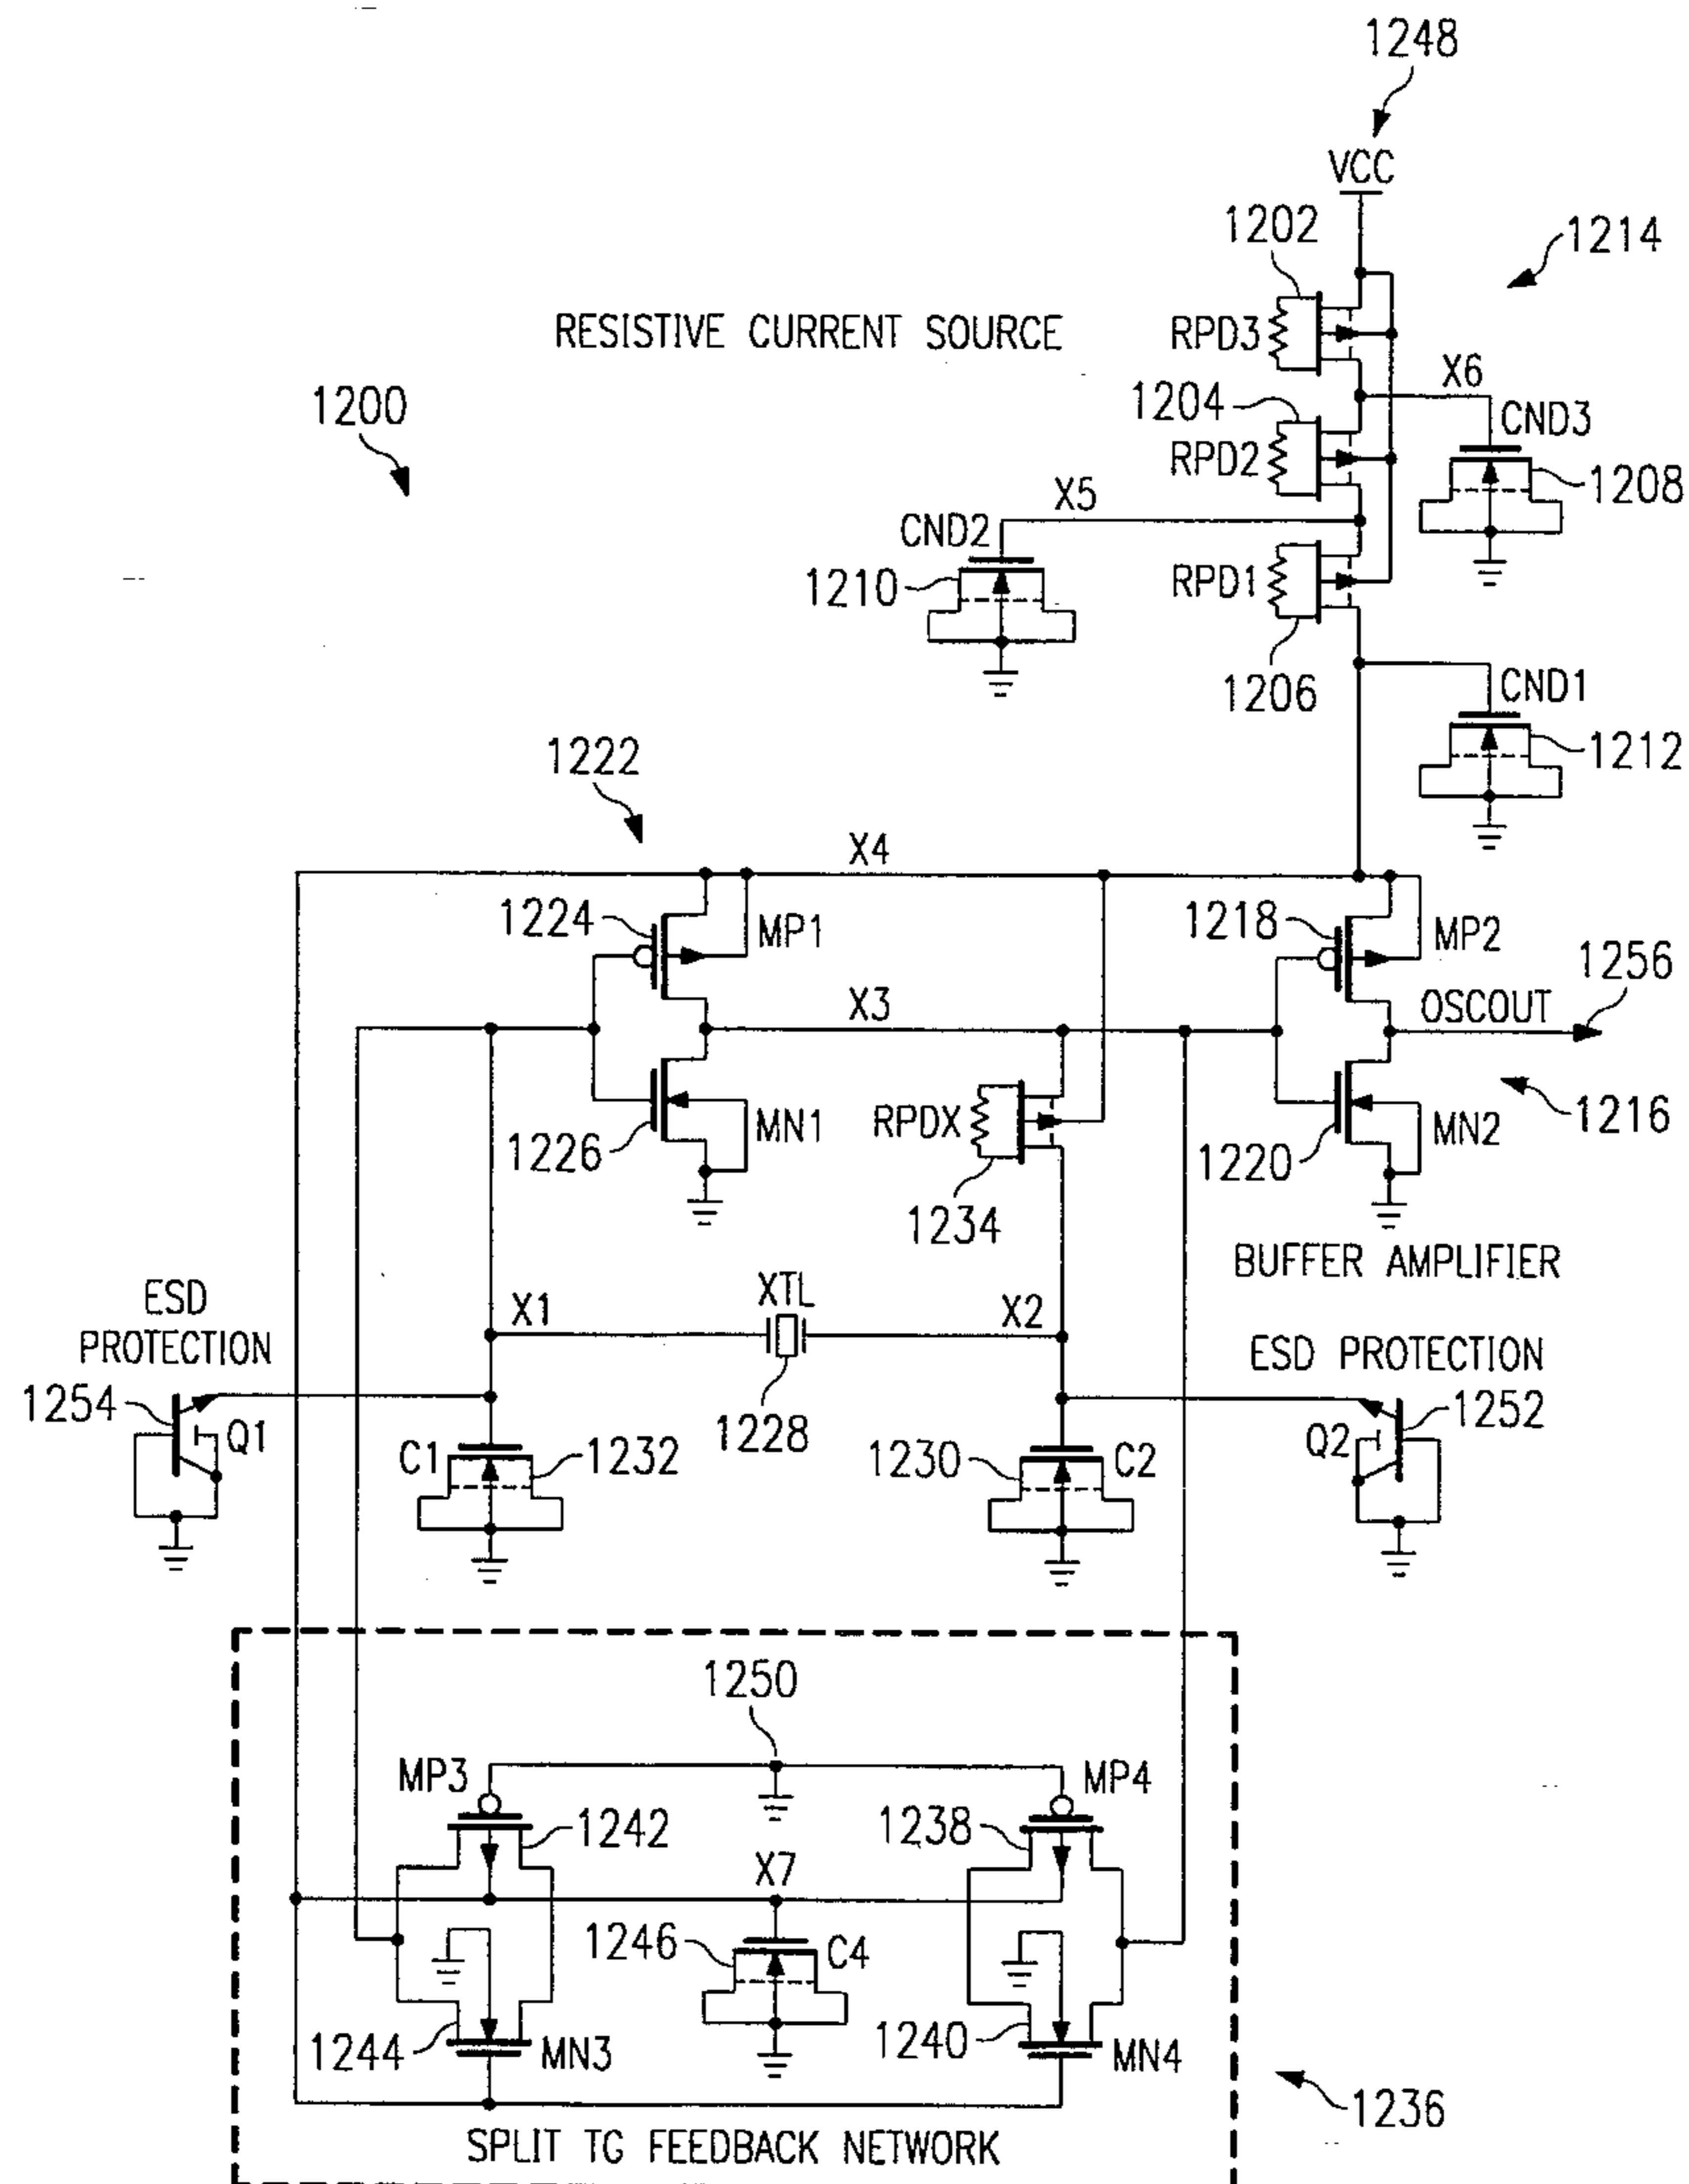 1248
VCC
1202
1214
RESISTIVE CURRENT SOURCE
RPD3
X6
1200
1204
CND3
RPD2
1208
X5
CND2
1210
RPD1
1206
CND1
1212
1222
X4
1224
MP1
1218
MP2
1256
X3
OSCOUT
RPDX
1226
MN1
1216
MN2
1220
1234
BUFFER AMPLIFIER
ESD
PROTECTION
X1
XTL
X2
ESD PROTECTION
1254
Q1
1228
1252
Q2
C1
1232
1230
C2
1250
MP3
MP4
1242
1238
X7
1246
C4
1244
MN3
1240
MN4
1236
SPLIT TG FEEDBACK NETWORK